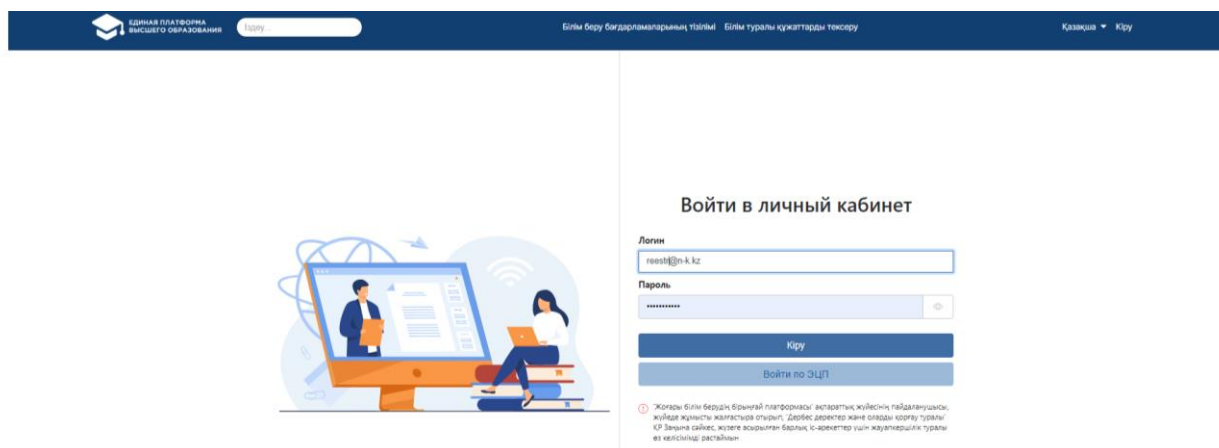 ЕДИНАЯ ПЛАТФОРМА
ВЫСШЕГО ОБРАЗОВАНИЯ
Іздеу...
Білім беру бағдарламаларының тізілімі Білім туралы құжаттарды тексеру
Қазақша Кіру
Войти в личный кабинет
Логин
reestr@n-k.kz
Пароль
Кіру
Войти по ЭЦП
'Жоғары білім берудің бірыңғай платформасы' ақпараттық жүйесінің пайдаланушысы,
жүйеде жұмысты жалғастыра отырып, 'Дербес деректер және оларды қорғау туралы'
ҚР Заңына сәйкес, жүзеге асырылған барлық іс-әрекеттер үшін жауапкершілік туралы
өз келісімімді растаймын